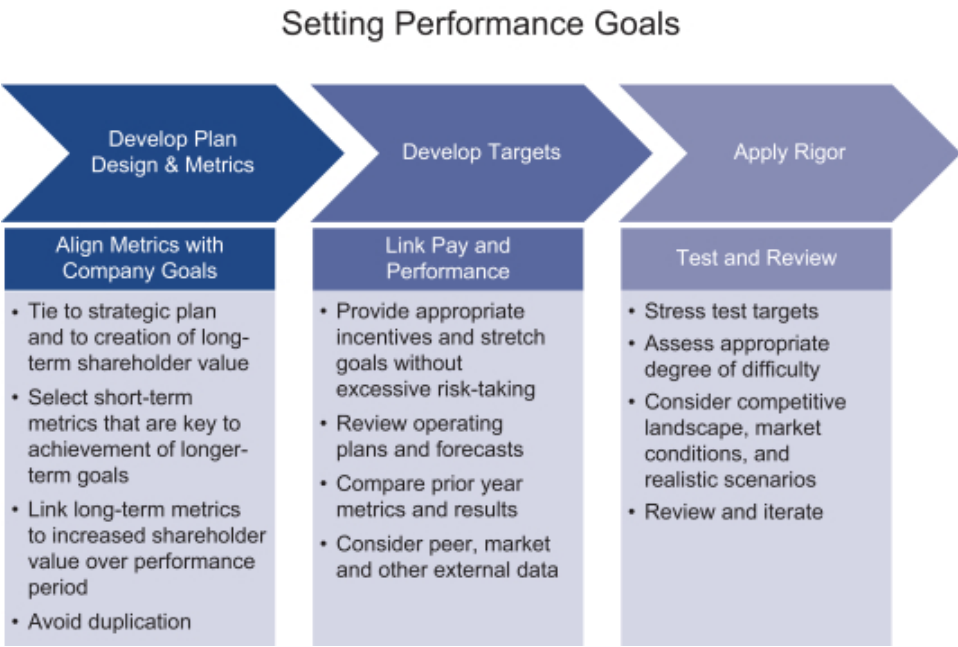 Setting Performance Goals
Develop Plan
Design & Metrics
Align Metrics with
Company Goals
• Tie to strategic plan
and to creation of long-
term shareholder value
• Select short-term
metrics that are key to
achievement of longer-
term goals
• Link long-term metrics
to increased shareholder
value over performance
period
• Avoid duplication
Develop Targets
Link Pay and
Performance
• Provide appropriate
incentives and stretch
goals without
excessive risk-taking
• Review operating
plans and forecasts
• Compare prior year
metrics and results
• Consider peer, market
and other external data
Apply Rigor
Test and Review
• Stress test targets
• Assess appropriate
degree of difficulty
• Consider competitive
landscape, market
conditions, and
realistic scenarios
• Review and iterate